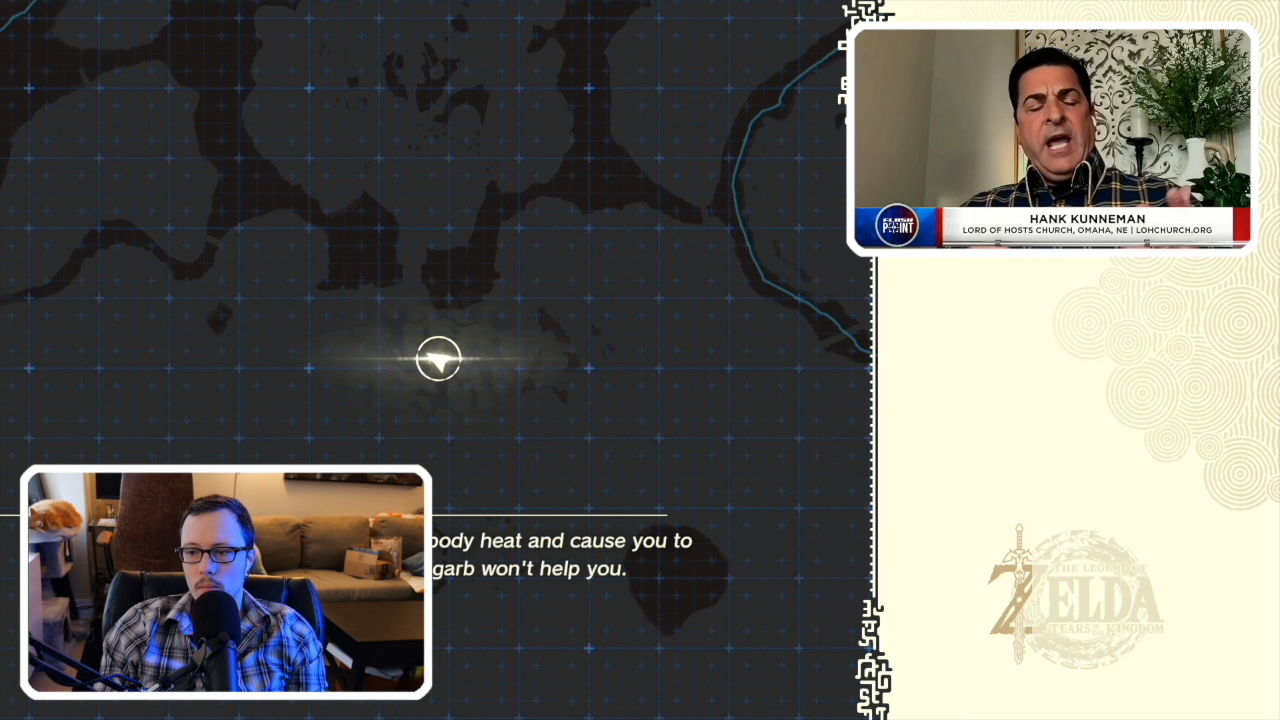 HANK KUNNEMAN
LORD OF HOSTS CHURCH, OMAHA, NE | LOHCHURCH.ORG
FLASH
POINT
body heat and cause you to
garb won't help you.
THE LEGEND OF
ZELDA
TEARS OF THE KINGDOM